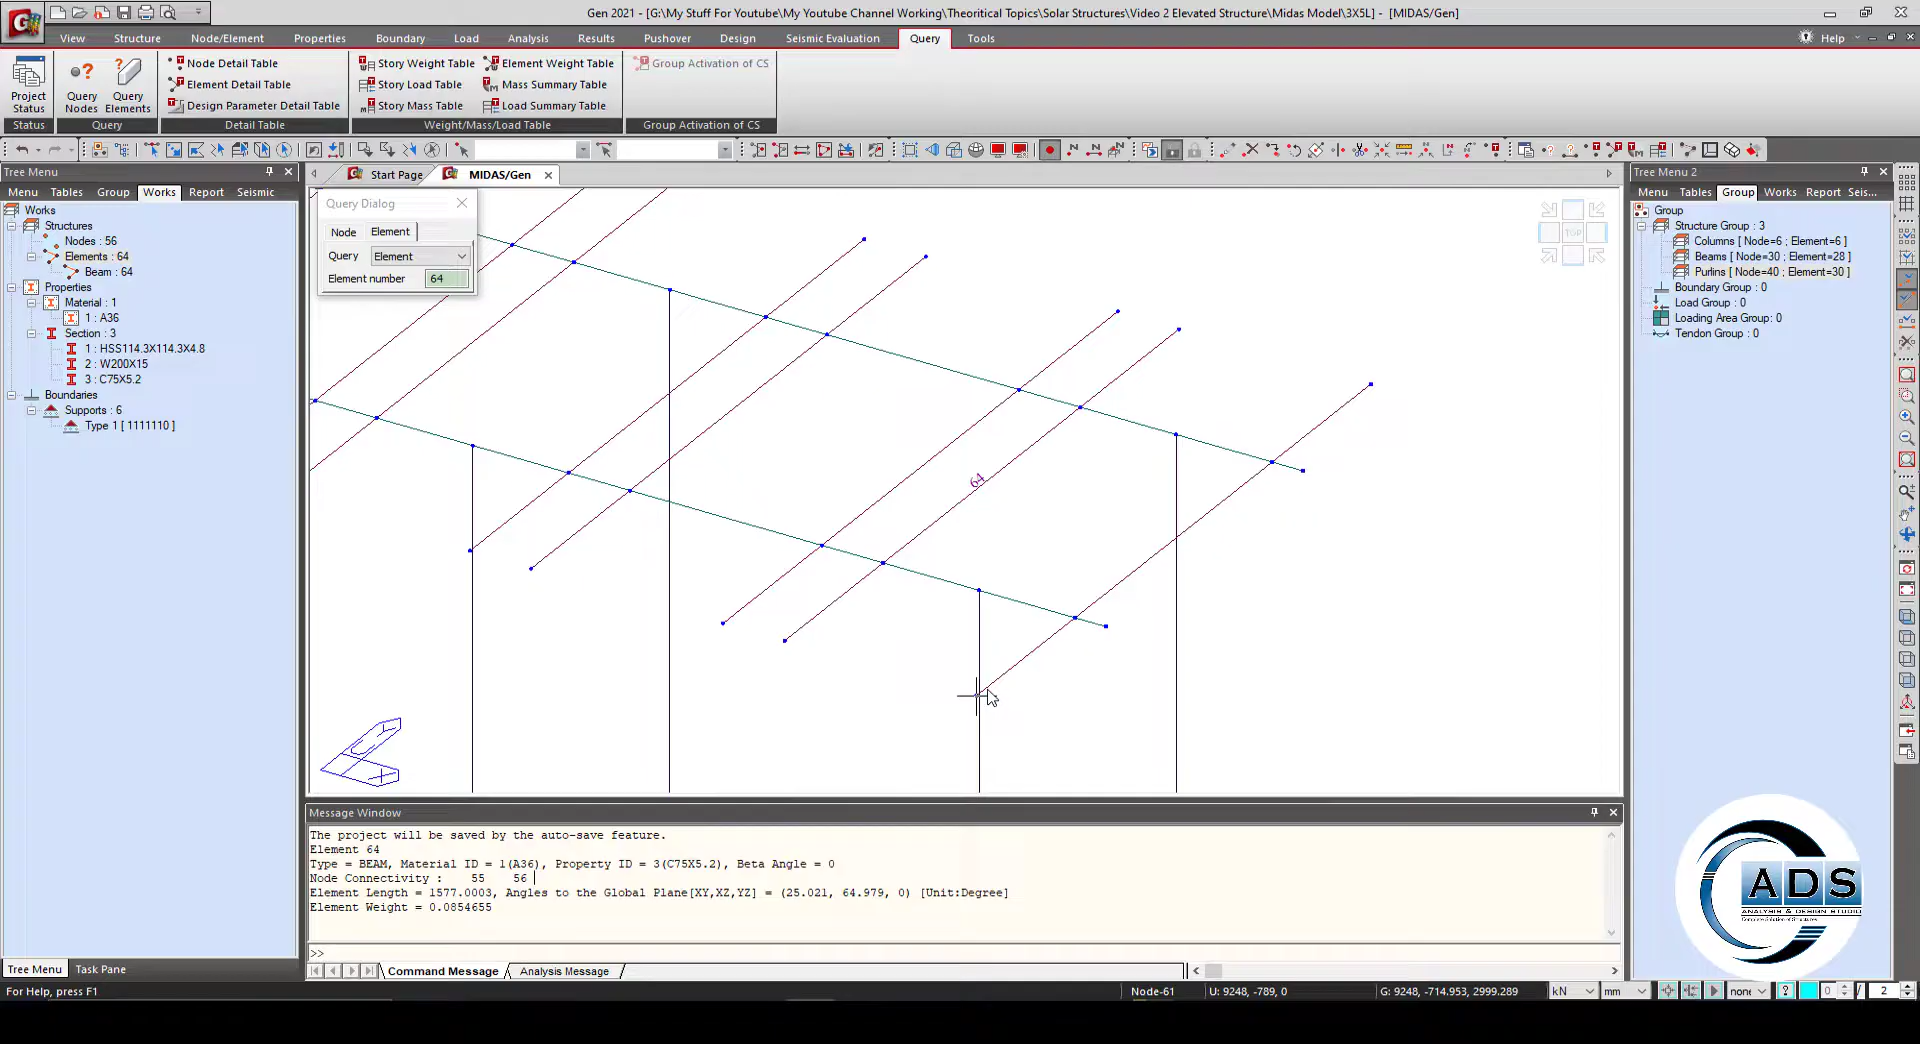 Gen 2021 - [G:\My Stuff For Youtube\My Youtube Channel Working\Theoritical Topics\Solar Structures\Video 2 Elevated Structure\Midas Model\3X5L] - [MIDAS/Gen]
View Structure Node/Element Properties Boundary Load Analysis Results Pushover Design Seismic Evaluation Query Tools Help
Project Status
Query Nodes
Query Elements
Node Detail Table
Element Detail Table
Design Parameter Detail Table
Story Weight Table
Story Load Table
Story Mass Table
Element Weight Table
Mass Summary Table
Load Summary Table
Group Activation of CS
Status Query Detail Table Weight/Mass/Load Table Group Activation of CS
Tree Menu
Menu Tables Group Works Report Seismic
Works
Structures
Nodes : 56
Elements : 64
Beam : 64
Properties
Material : 1
1 : A36
Section : 3
1 : HSS114.3X114.3X4.8
2 : W200X15
3 : C75X5.2
Boundaries
Supports : 6
Type 1 [ 1111110 ]
Tree Menu Task Pane
Start Page MIDAS/Gen
Query Dialog
Node Element
Query Element
Element number 64
64
TOP
Message Window
The project will be saved by the auto-save feature.
Element 64
Type = BEAM, Material ID = 1(A36), Property ID = 3(C75X5.2), Beta Angle = 0
Node Connectivity : 55 56
Element Length = 1577.0003, Angles to the Global Plane[XY,XZ,YZ] = (25.021, 64.979, 0) [Unit:Degree]
Element Weight = 0.0854655
>>
Command Message Analysis Message
Tree Menu 2
Menu Tables Group Works Report Seis...
Group
Structure Group : 3
Columns [ Node=6 ; Element=6 ]
Beams [ Node=30 ; Element=28 ]
Purlins [ Node=40 ; Element=30 ]
Boundary Group : 0
Load Group : 0
Loading Area Group: 0
Tendon Group : 0
ADS
ANALYSIS & DESIGN STUDIO
For Help, press F1
Node-61 U: 9248, -789, 0 G: 9248, -714.953, 2999.289 kN mm none ? 0 / 2